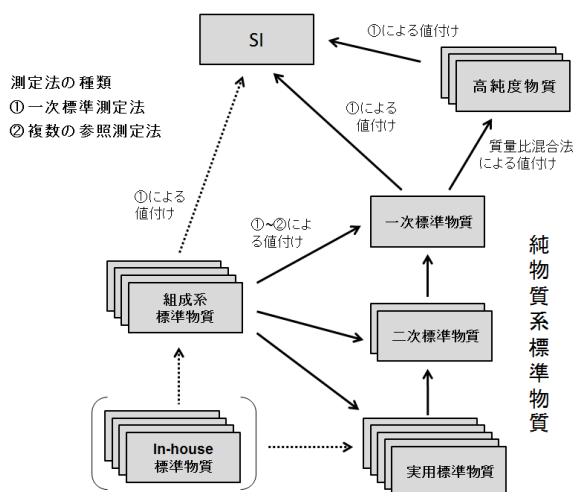 SI
①による値付け
高純度物質
測定法の種類
①一次標準測定法
②複数の参照測定法
①による
値付け
質量比混合法
による値付け
①による
値付け
①~②によ
る値付け
一次標準物質
純物質系標準物質
組成系
標準物質
二次標準物質
In-house
標準物質
実用標準物質